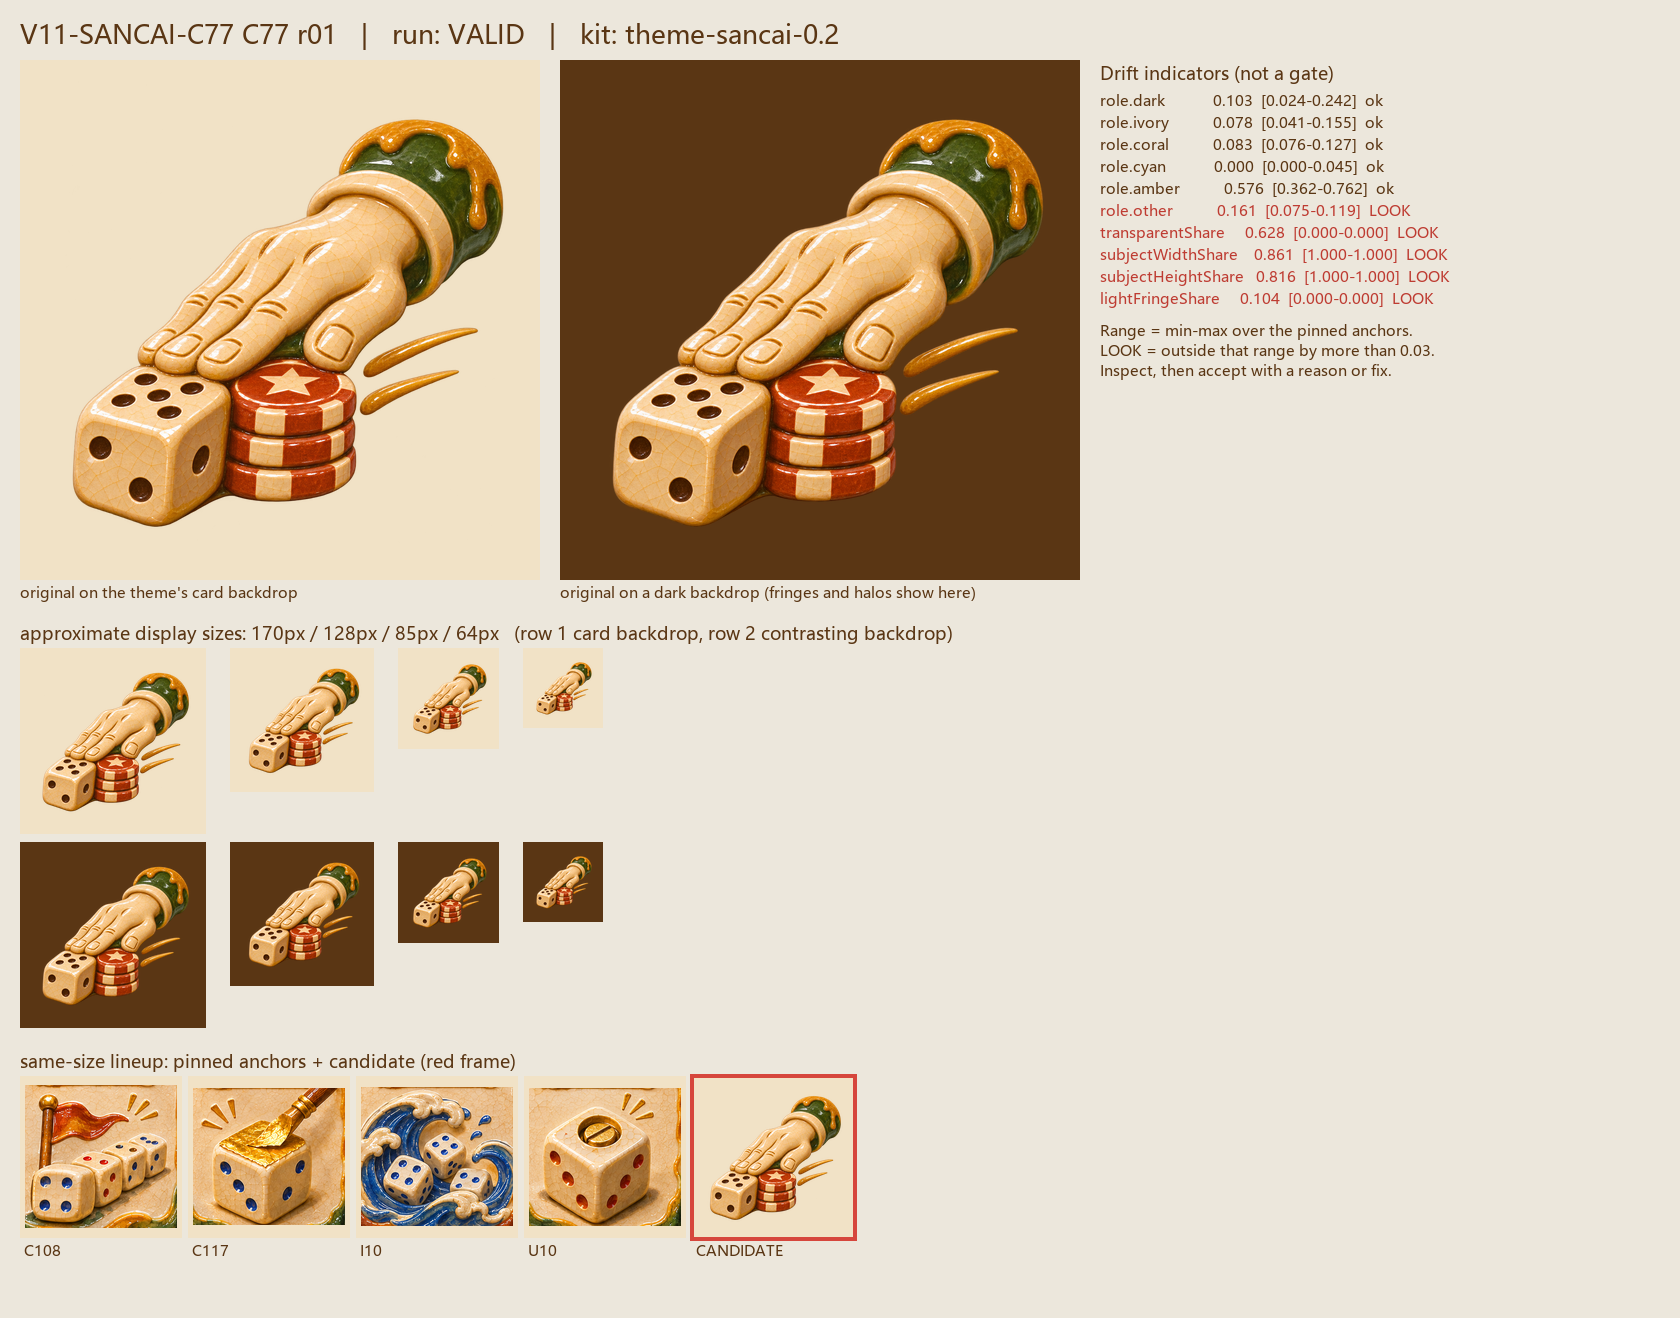 V11-SANCAI-C77 C77 r01 | run: VALID | kit: theme-sancai-0.2
Drift indicators (not a gate)
role.dark 0.103 [0.024-0.242] ok
role.ivory 0.078 [0.041-0.155] ok
role.coral 0.083 [0.076-0.127] ok
role.cyan 0.000 [0.000-0.045] ok
role.amber 0.576 [0.362-0.762] ok
role.other 0.161 [0.075-0.119] LOOK
transparentShare 0.628 [0.000-0.000] LOOK
subjectWidthShare 0.861 [1.000-1.000] LOOK
subjectHeightShare 0.816 [1.000-1.000] LOOK
lightFringeShare 0.104 [0.000-0.000] LOOK
Range = min-max over the pinned anchors.
LOOK = outside that range by more than 0.03.
Inspect, then accept with a reason or fix.
original on the theme's card backdrop
original on a dark backdrop (fringes and halos show here)
approximate display sizes: 170px / 128px / 85px / 64px (row 1 card backdrop, row 2 contrasting backdrop)
same-size lineup: pinned anchors + candidate (red frame)
C108
C117
I10
U10
CANDIDATE